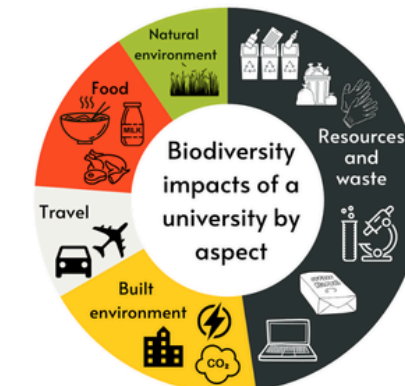 Natural
environment
Food
MILK
Resources
and
waste
Biodiversity
impacts of a
university by
aspect
Travel
Built
environment
CO₂